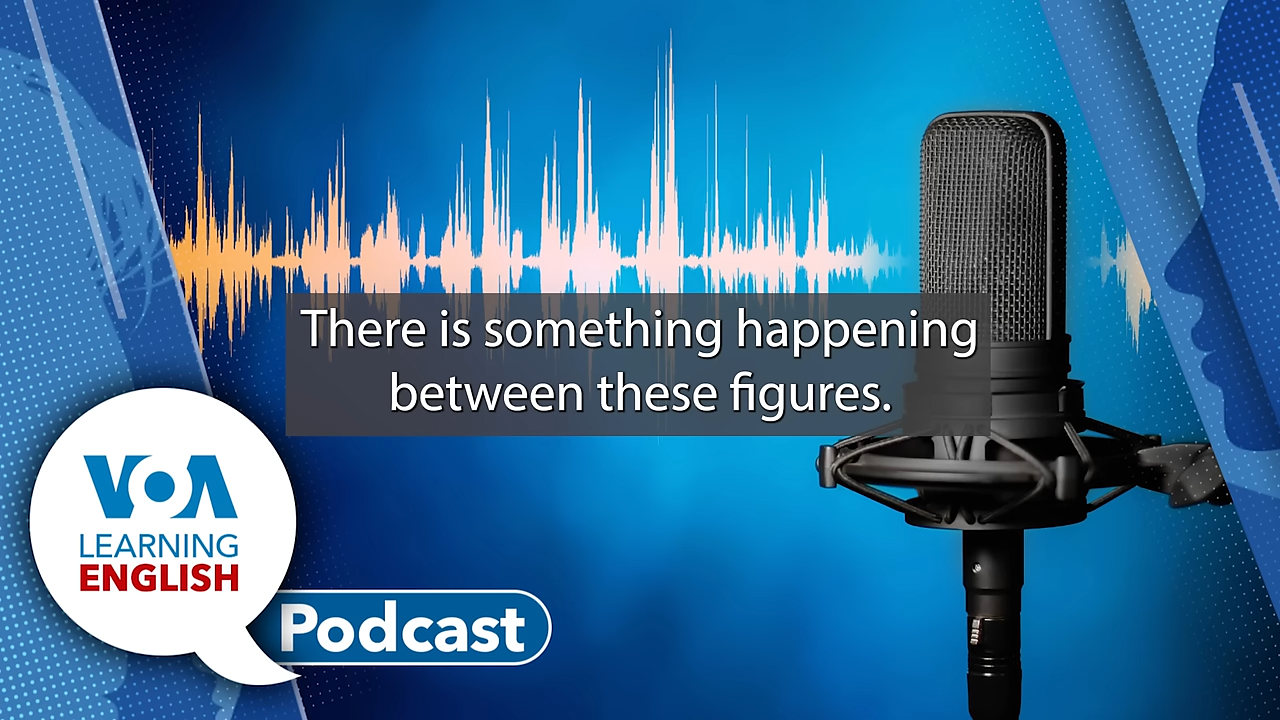 There is something happening
between these figures.
VOA
LEARNING
ENGLISH
Podcast